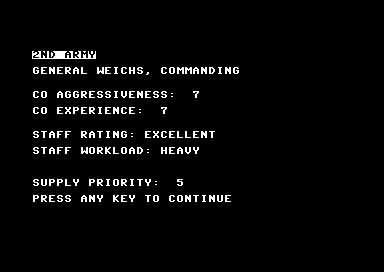 2ND ARMY
GENERAL WEICHS, COMMANDING
CO AGGRESSIVENESS:  7
CO EXPERIENCE:  7
STAFF RATING: EXCELLENT
STAFF WORKLOAD: HEAVY
SUPPLY PRIORITY:  5
PRESS ANY KEY TO CONTINUE